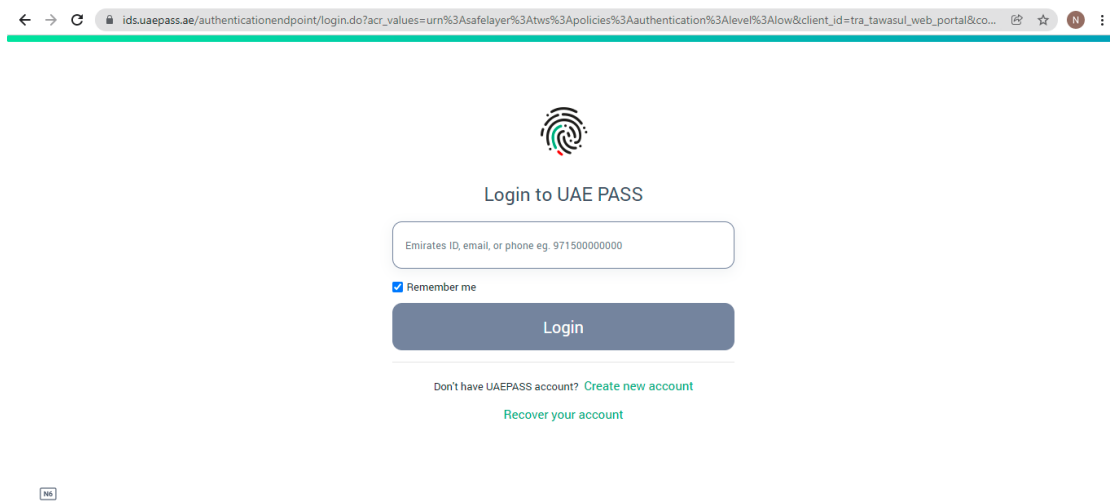 ids.uaepass.ae/authenticationendpoint/login.do?acr_values=urn%3Asafelayer%3Atws%3Apolicies%3Aauthentication%3Alevel%3Alow&client_id=tra_tawasul_web_portal&co...
N
Login to UAE PASS
Emirates ID, email, or phone eg. 971500000000
Remember me
Login
Don't have UAEPASS account? Create new account
Recover your account
N6